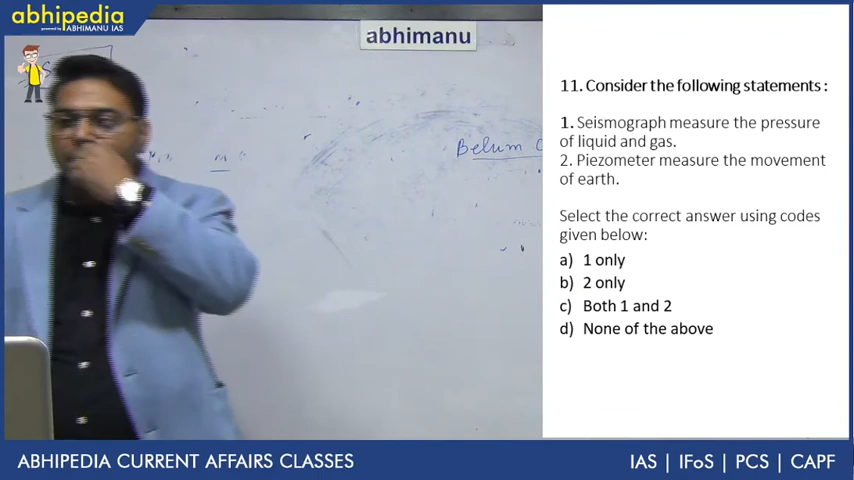 abhipedia
powered by ABHIMANU IAS
abhimanu
Belum
11. Consider the following statements :
1. Seismograph measure the pressure
of liquid and gas.
2. Piezometer measure the movement
of earth.
Select the correct answer using codes
given below:
a) 1 only
b) 2 only
c) Both 1 and 2
d) None of the above
ABHIPEDIA CURRENT AFFAIRS CLASSES
IAS | IFoS | PCS | CAPF